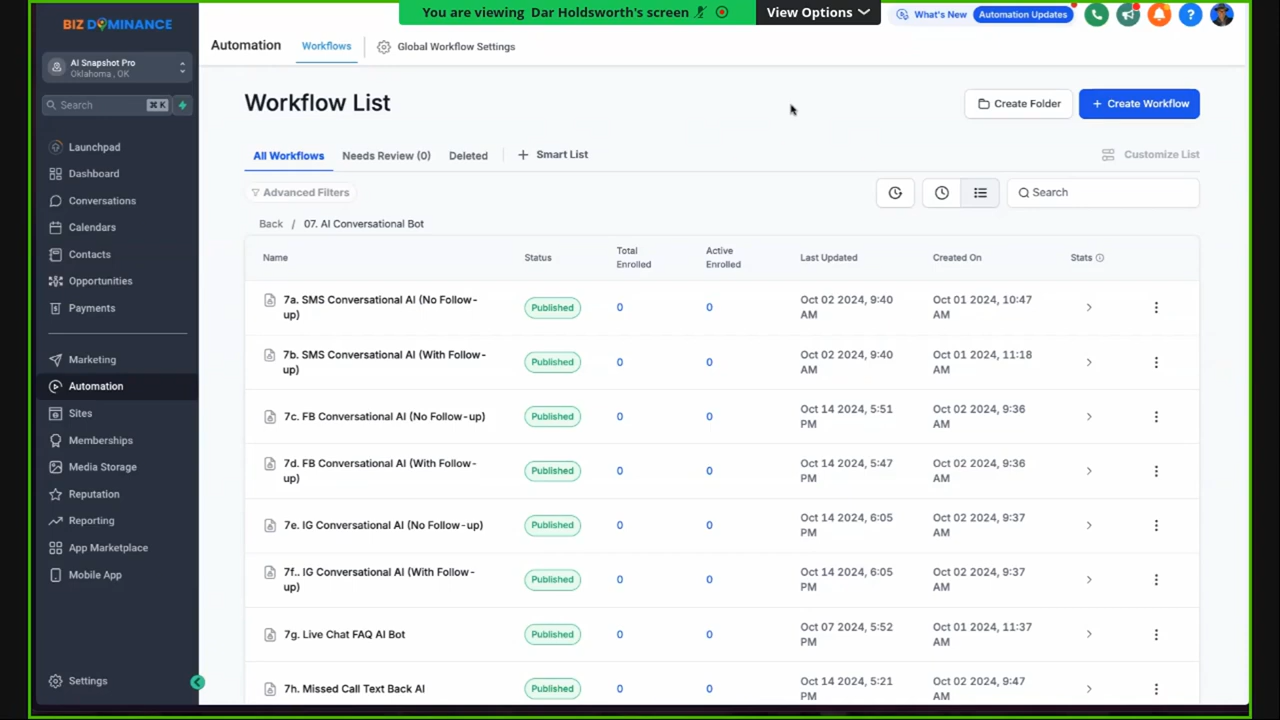 You are viewing Dar Holdsworth's screen
View Options
BIZ DOMINANCE
What's New
Automation Updates
AI Snapshot Pro
Oklahoma , OK
Automation
Workflows
Global Workflow Settings
Search
⌘ K
Workflow List
Create Folder
+ Create Workflow
Launchpad
Dashboard
Conversations
Calendars
Contacts
Opportunities
Payments
Marketing
Automation
Sites
Memberships
Media Storage
Reputation
Reporting
App Marketplace
Mobile App
Settings
All Workflows
Needs Review (0)
Deleted
+ Smart List
Customize List
Advanced Filters
Search
Back / 07. AI Conversational Bot
Name
Status
Total
Enrolled
Active
Enrolled
Last Updated
Created On
Stats
7a. SMS Conversational AI (No Follow-
up)
Published
0
0
Oct 02 2024, 9:40
AM
Oct 01 2024, 10:47
AM
7b. SMS Conversational AI (With Follow-
up)
Published
0
0
Oct 02 2024, 9:40
AM
Oct 01 2024, 11:18
AM
7c. FB Conversational AI (No Follow-up)
Published
0
0
Oct 14 2024, 5:51
PM
Oct 02 2024, 9:36
AM
7d. FB Conversational AI (With Follow-
up)
Published
0
0
Oct 14 2024, 5:47
PM
Oct 02 2024, 9:36
AM
7e. IG Conversational AI (No Follow-up)
Published
0
0
Oct 14 2024, 6:05
PM
Oct 02 2024, 9:37
AM
7f.. IG Conversational AI (With Follow-
up)
Published
0
0
Oct 14 2024, 6:05
PM
Oct 02 2024, 9:37
AM
7g. Live Chat FAQ AI Bot
Published
0
0
Oct 07 2024, 5:52
PM
Oct 01 2024, 11:37
AM
7h. Missed Call Text Back AI
Published
0
0
Oct 14 2024, 5:21
PM
Oct 02 2024, 9:47
AM